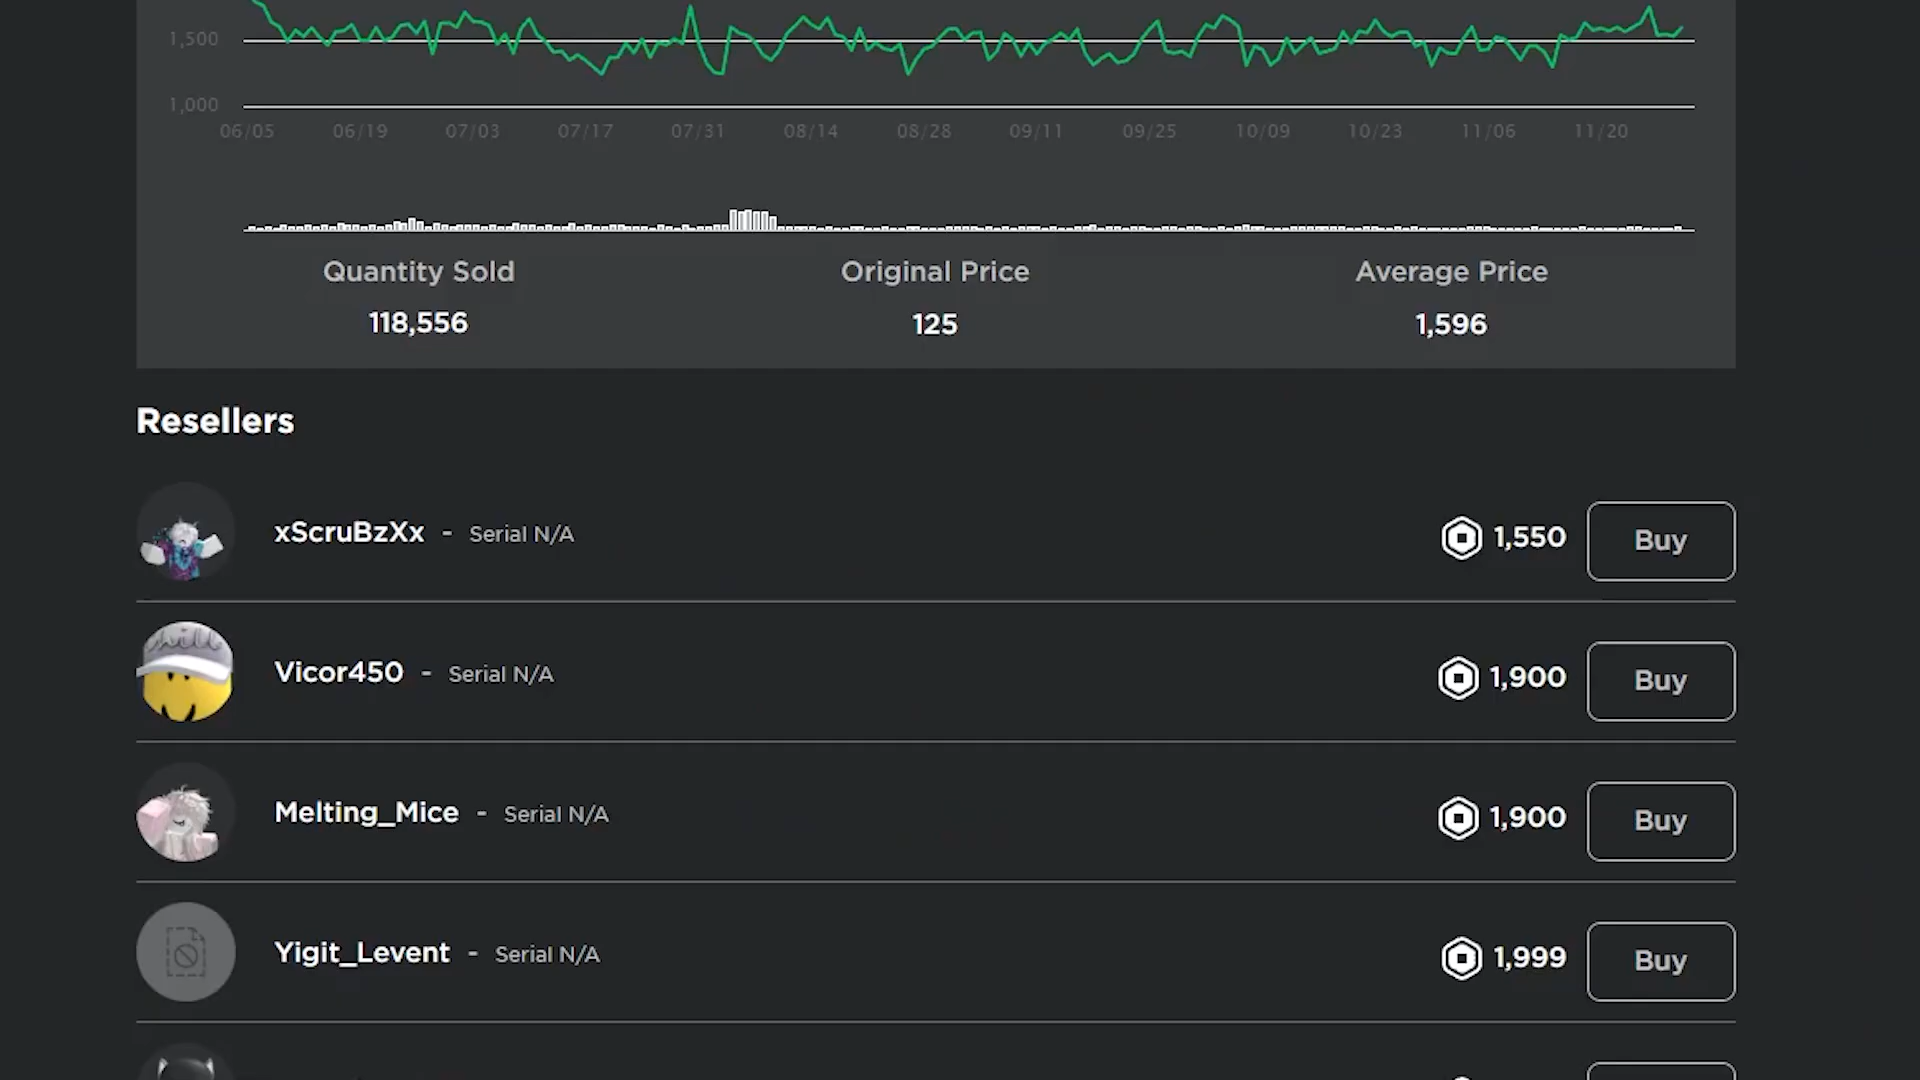 1,500
1,000
06/05 06/19 07/03 07/17 07/31 08/14 08/28 09/11 09/25 10/09 10/23 11/06 11/20
Quantity Sold Original Price Average Price
118,556 125 1,596
Resellers
xScruBzXx - Serial N/A 1,550 Buy
chill
Vicor450 - Serial N/A 1,900 Buy
Melting_Mice - Serial N/A 1,900 Buy
Yigit_Levent - Serial N/A 1,999 Buy